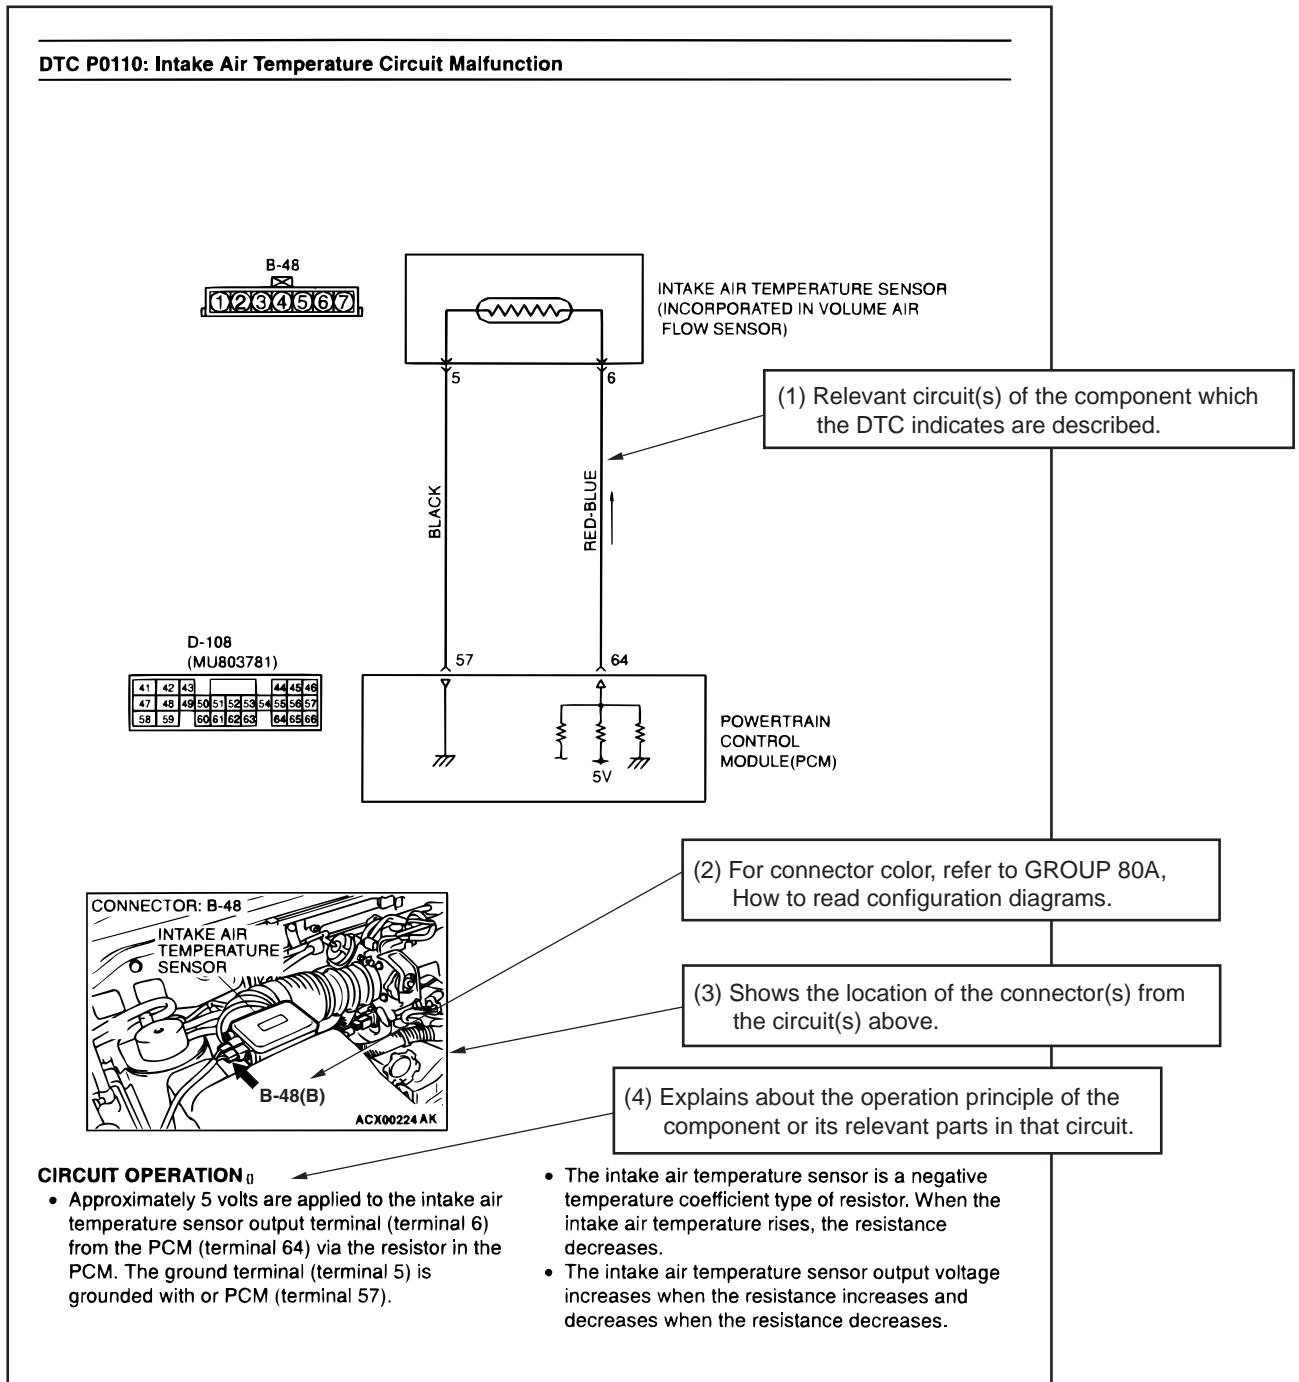 DTC P0110: Intake Air Temperature Circuit Malfunction
B-48
1 2 3 4 5 6 7
INTAKE AIR TEMPERATURE SENSOR
(INCORPORATED IN VOLUME AIR
FLOW SENSOR)
5
6
(1) Relevant circuit(s) of the component which
the DTC indicates are described.
BLACK
RED-BLUE
D-108
(MU803781)
41 42 43 44 45 46
47 48 49 50 51 52 53 54 55 56 57
58 59 60 61 62 63 64 65 66
57
64
5V
POWERTRAIN
CONTROL
MODULE(PCM)
(2) For connector color, refer to GROUP 80A,
How to read configuration diagrams.
CONNECTOR: B-48
INTAKE AIR
TEMPERATURE
SENSOR
B-48(B)
ACX00224 AK
(3) Shows the location of the connector(s) from
the circuit(s) above.
(4) Explains about the operation principle of the
component or its relevant parts in that circuit.
CIRCUIT OPERATION {}
• Approximately 5 volts are applied to the intake air
temperature sensor output terminal (terminal 6)
from the PCM (terminal 64) via the resistor in the
PCM. The ground terminal (terminal 5) is
grounded with or PCM (terminal 57).
• The intake air temperature sensor is a negative
temperature coefficient type of resistor. When the
intake air temperature rises, the resistance
decreases.
• The intake air temperature sensor output voltage
increases when the resistance increases and
decreases when the resistance decreases.